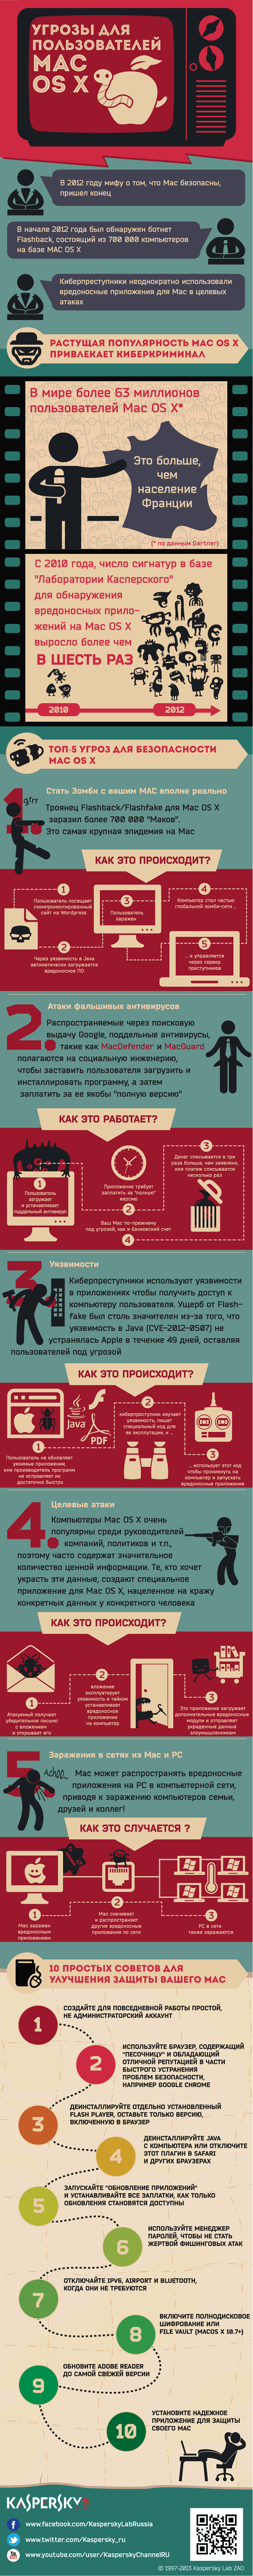 УГРОЗЫ ДЛЯ
ПОЛЬЗОВАТЕЛЕЙ
MAC
OS X
В 2012 году мифу о том, что Mac безопасны,
пришел конец
В начале 2012 года был обнаружен ботнет
Flashback, состоящий из 700 000 компьютеров
на базе MAC OS X
Киберпреступники неоднократно использовали
вредоносные приложения для Mac в целевых
атаках
РАСТУЩАЯ ПОПУЛЯРНОСТЬ MAC OS X
ПРИВЛЕКАЕТ КИБЕРКРИМИНАЛ
В мире более 63 миллионов
пользователей Mac OS X*
Это больше,
чем
население
Франции
(* по данным Gartner)
С 2010 года, число сигнатур в базе
"Лаборатории Касперского"
для обнаружения
вредоносных прило-
жений на Mac OS X
выросло более чем
В ШЕСТЬ РАЗ
2010
2012
ТОП-5 УГРОЗ ДЛЯ БЕЗОПАСНОСТИ
MAC OS X
1.
grrr
Стать Зомби с вашим MAC вполне реально
Троянец Flashback/Flashfake для Mac OS X
заразил более 700 000 "Маков".
Это самая крупная эпидемия на Mac
КАК ЭТО ПРОИСХОДИТ?
1
Пользователь посещает
скомпрометированный
сайт на Wordpress
2
Через уязвимость в Java
автоматически загружается
вредоносное ПО
3
Пользователь
заражен
4
Компьютер стал частью
глобальной зомби-сети ...
5
... и управляется
через сервер
преступников
2.
Атаки фальшивых антивирусов
Распространяемые через поисковую
выдачу Google, поддельные антивирусы,
такие как MacDefender и MacGuard
полагаются на социальную инженерию,
чтобы заставить пользователя загрузить и
инсталлировать программу, а затем
заплатить за ее якобы "полную версию"
КАК ЭТО РАБОТАЕТ?
1
Пользователь
загружает
и устанавливает
поддельный антивирус
Приложение требует
заплатить за "полную"
версию
2
3
Денег списывается в три
раза больше, чем заявлено,
или платеж списывается
несколько раз
Ваш Mac по-прежнему
под угрозой, как и банковский счет
4
3
Уязвимости
Киберпреступники используют уязвимости
в приложениях чтобы получить доступ к
компьютеру пользователя. Ущерб от Flash-
fake был столь значителен из-за того, что
уязвимость в Java (CVE-2012-0507) не
устранялась Apple в течение 49 дней, оставляя
пользователей под угрозой
КАК ЭТО ПРОИСХОДИТ?
Java
PDF
1
Пользователь не обновляет
уязвимые приложения,
или производитель программ
не исправляет их
достаточно быстро
2
киберпреступник изучает
уязвимость, пишет
специальный код для
ее эксплуатации, и ...
3
... использует этот код
чтобы проникнуть на
компьютер и запускать
вредоносные приложения
4.
Целевые атаки
Компьютеры Mac OS X очень
популярны среди руководителей
компаний, политиков и т.п.,
поэтому часто содержат значительное
количество ценной информации. Те, кто хочет
украсть эти данные, создают специальное
приложение для Mac OS X, нацеленное на кражу
конкретных данных у конкретного человека
КАК ЭТО ПРОИСХОДИТ?
1
Атакуемый получает
убедительное письмо
с вложением
и открывает его
2
вложение
эксплуатирует
уязвимость и тайком
устанавливает
вредоносное
приложение
на компьютер
3
Это приложение загружает
дополнительные вредоносные
модули и отправляет
украденные данные
злоумышленникам
5
Achoo,,,
Заражения в сетях из Mac и PC
Mac может распространять вредоносные
приложения на PC в компьютерной сети,
приводя к заражению компьютеров семьи,
друзей и коллег!
КАК ЭТО СЛУЧАЕТСЯ ?
1
Mac заражен
вредоносным
приложением
2
Mac скачивает
и распространяет
другие вредоносные
приложения по сети
3
PC в сети
также заражаются
10 ПРОСТЫХ СОВЕТОВ ДЛЯ
УЛУЧШЕНИЯ ЗАЩИТЫ ВАШЕГО MAC
1
СОЗДАЙТЕ ДЛЯ ПОВСЕДНЕВНОЙ РАБОТЫ ПРОСТОЙ,
НЕ АДМИНИСТРАТОРСКИЙ АККАУНТ
2
ИСПОЛЬЗУЙТЕ БРАУЗЕР, СОДЕРЖАЩИЙ
"ПЕСОЧНИЦУ" И ОБЛАДАЮЩИЙ
ОТЛИЧНОЙ РЕПУТАЦИЕЙ В ЧАСТИ
БЫСТРОГО УСТРАНЕНИЯ
ПРОБЛЕМ БЕЗОПАСНОСТИ,
НАПРИМЕР GOOGLE CHROME
3
ДЕИНСТАЛЛИРУЙТЕ ОТДЕЛЬНО УСТАНОВЛЕННЫЙ
FLASH PLAYER, ОСТАВЬТЕ ТОЛЬКО ВЕРСИЮ,
ВКЛЮЧЕННУЮ В БРАУЗЕР
4
ДЕИНСТАЛЛИРУЙТЕ JAVA
С КОМПЬЮТЕРА ИЛИ ОТКЛЮЧИТЕ
ЭТОТ ПЛАГИН В SAFARI
И ДРУГИХ БРАУЗЕРАХ
5
ЗАПУСКАЙТЕ "ОБНОВЛЕНИЕ ПРИЛОЖЕНИЙ"
И УСТАНАВЛИВАЙТЕ ВСЕ ЗАПЛАТКИ, КАК ТОЛЬКО
ОБНОВЛЕНИЯ СТАНОВЯТСЯ ДОСТУПНЫ
6
ИСПОЛЬЗУЙТЕ МЕНЕДЖЕР
ПАРОЛЕЙ, ЧТОБЫ НЕ СТАТЬ
ЖЕРТВОЙ ФИШИНГОВЫХ АТАК
7
ОТКЛЮЧАЙТЕ IPV6, AIRPORT И BLUETOOTH,
КОГДА ОНИ НЕ ТРЕБУЮТСЯ
8
ВКЛЮЧИТЕ ПОЛНОДИСКОВОЕ
ШИФРОВАНИЕ ИЛИ
FILE VAULT (MACOS X 10.7+)
9
ОБНОВИТЕ ADOBE READER
ДО САМОЙ СВЕЖЕЙ ВЕРСИИ
10
УСТАНОВИТЕ НАДЕЖНОЕ
ПРИЛОЖЕНИЕ ДЛЯ ЗАЩИТЫ
СВОЕГО MAC
KASPERSKY
www.facebook.com/KasperskyLabRussia
www.twitter.com/Kaspersky_ru
www.youtube.com/user/KasperskyChannelRU
© 1997-2013 Kaspersky Lab ZAO